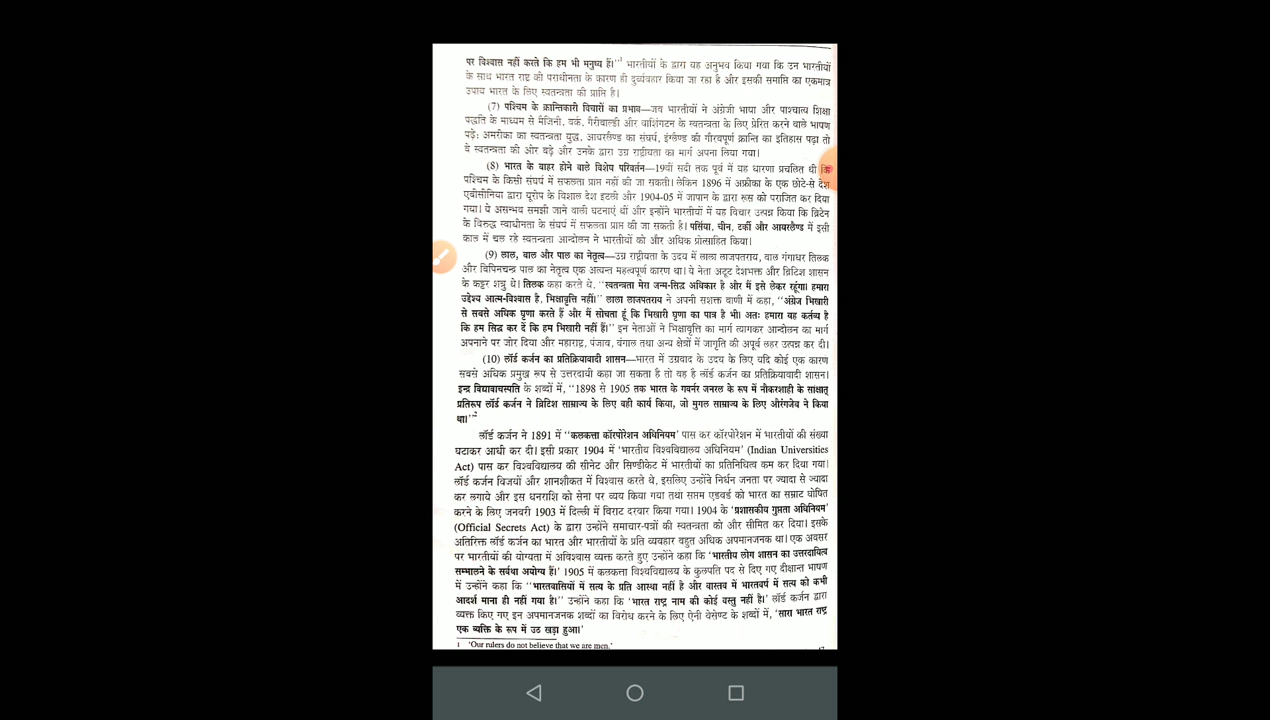 पर विश्वास नहीं करते कि हम भी मनुष्य हैं।''1 भारतीयों के द्वारा यह अनुभव किया गया कि उन भारतीयों
के साथ भारत राष्ट्र की पराधीनता के कारण ही दुर्व्यवहार किया जा रहा है और इसकी समाप्ति का एकमात्र
उपाय भारत के लिए स्वतन्त्रता की प्राप्ति है।
(7) पश्चिम के क्रान्तिकारी विचारों का प्रभाव—जब भारतीयों ने अंग्रेजी भाषा और पाश्चात्य शिक्षा
पद्धति के माध्यम से मैजिनी, बर्क, गैरीबाल्डी और वाशिंगटन के स्वतन्त्रता के लिए प्रेरित करने वाले भाषण
पढ़े; अमरीका का स्वतन्त्रता युद्ध, आयरलैण्ड का संघर्ष, इंग्लैण्ड की गौरवपूर्ण क्रान्ति का इतिहास पढ़ा तो
वे स्वतन्त्रता की ओर बढ़े और उनके द्वारा उग्र राष्ट्रीयता का मार्ग अपना लिया गया।
(8) भारत के बाहर होने वाले विशेष परिवर्तन—19वीं सदी तक पूर्व में यह धारणा प्रचलित थी कि
पश्चिम के किसी संघर्ष में सफलता प्राप्त नहीं की जा सकती। लेकिन 1896 में अफ्रीका के एक छोटे-से देश
एबीसीनिया द्वारा यूरोप के विशाल देश इटली और 1904-05 में जापान के द्वारा रूस को पराजित कर दिया
गया। ये असम्भव समझी जाने वाली घटनाएं थीं और इन्होंने भारतीयों में यह विचार उत्पन्न किया कि ब्रिटेन
के विरुद्ध स्वाधीनता के संघर्ष में सफलता प्राप्त की जा सकती है। पर्सिया, चीन, टर्की और आयरलैण्ड में इसी
काल में चल रहे स्वतन्त्रता आन्दोलन ने भारतीयों को और अधिक प्रोत्साहित किया।
(9) लाल, बाल और पाल का नेतृत्व—उग्र राष्ट्रीयता के उदय में लाला लाजपतराय, बाल गंगाधर तिलक
और विपिनचन्द्र पाल का नेतृत्व एक अत्यन्त महत्वपूर्ण कारण था। ये नेता अटूट देशभक्त और ब्रिटिश शासन
के कट्टर शत्रु थे। तिलक कहा करते थे, ''स्वतन्त्रता मेरा जन्म-सिद्ध अधिकार है और मैं इसे लेकर रहूंगा। हमारा
उद्देश्य आत्म-विश्वास है, भिक्षावृत्ति नहीं।'' लाला लाजपतराय ने अपनी सशक्त वाणी में कहा, ''अंग्रेज भिखारी
से सबसे अधिक घृणा करते हैं और मैं सोचता हूं कि भिखारी घृणा का पात्र है भी। अतः हमारा यह कर्तव्य है
कि हम सिद्ध कर दें कि हम भिखारी नहीं हैं।'' इन नेताओं ने भिक्षावृत्ति का मार्ग त्यागकर आन्दोलन का मार्ग
अपनाने पर जोर दिया और महाराष्ट्र, पंजाब, बंगाल तथा अन्य क्षेत्रों में जागृति की अपूर्व लहर उत्पन्न कर दी।
(10) लॉर्ड कर्जन का प्रतिक्रियावादी शासन—भारत में उग्रवाद के उदय के लिए यदि कोई एक कारण
सबसे अधिक प्रमुख रूप से उत्तरदायी कहा जा सकता है तो वह है लॉर्ड कर्जन का प्रतिक्रियावादी शासन।
इन्द्र विद्यावाचस्पति के शब्दों में, ''1898 से 1905 तक भारत के गवर्नर जनरल के रूप में नौकरशाही के साक्षात्
प्रतिरूप लॉर्ड कर्जन ने ब्रिटिश साम्राज्य के लिए वही कार्य किया, जो मुगल साम्राज्य के लिए औरंगजेब ने किया
था।''2
लॉर्ड कर्जन ने 1891 में ''कलकत्ता कॉरपोरेशन अधिनियम' पास कर कॉरपोरेशन में भारतीयों की संख्या
घटाकर आधी कर दी। इसी प्रकार 1904 में 'भारतीय विश्वविद्यालय अधिनियम' (Indian Universities
Act) पास कर विश्वविद्यालय की सीनेट और सिण्डीकेट में भारतीयों का प्रतिनिधित्व कम कर दिया गया।
लॉर्ड कर्जन विजयों और शानशौकत में विश्वास करते थे, इसलिए उन्होंने निर्धन जनता पर ज्यादा से ज्यादा
कर लगाये और इस धनराशि को सेना पर व्यय किया गया तथा सप्तम एडवर्ड को भारत का सम्राट घोषित
करने के लिए जनवरी 1903 में दिल्ली में विराट दरबार किया गया। 1904 के 'प्रशासकीय गुप्तता अधिनियम'
(Official Secrets Act) के द्वारा उन्होंने समाचार-पत्रों की स्वतन्त्रता को और सीमित कर दिया। इसके
अतिरिक्त लॉर्ड कर्जन का भारत और भारतीयों के प्रति व्यवहार बहुत अधिक अपमानजनक था। एक अवसर
पर भारतीयों की योग्यता में अविश्वास व्यक्त करते हुए उन्होंने कहा कि 'भारतीय लोग शासन का उत्तरदायित्व
सम्भालने के सर्वथा अयोग्य हैं।' 1905 में कलकत्ता विश्वविद्यालय के कुलपति पद से दिए गए दीक्षान्त भाषण
में उन्होंने कहा कि ''भारतवासियों में सत्य के प्रति आस्था नहीं है और वास्तव में भारतवर्ष में सत्य को कभी
आदर्श माना ही नहीं गया है।'' उन्होंने कहा कि 'भारत राष्ट्र नाम की कोई वस्तु नहीं है।' लॉर्ड कर्जन द्वारा
व्यक्त किए गए इन अपमानजनक शब्दों का विरोध करने के लिए ऐनी बेसेण्ट के शब्दों में, 'सारा भारत राष्ट्र
एक व्यक्ति के रूप में उठ खड़ा हुआ।'
1 'Our rulers do not believe that we are men.'